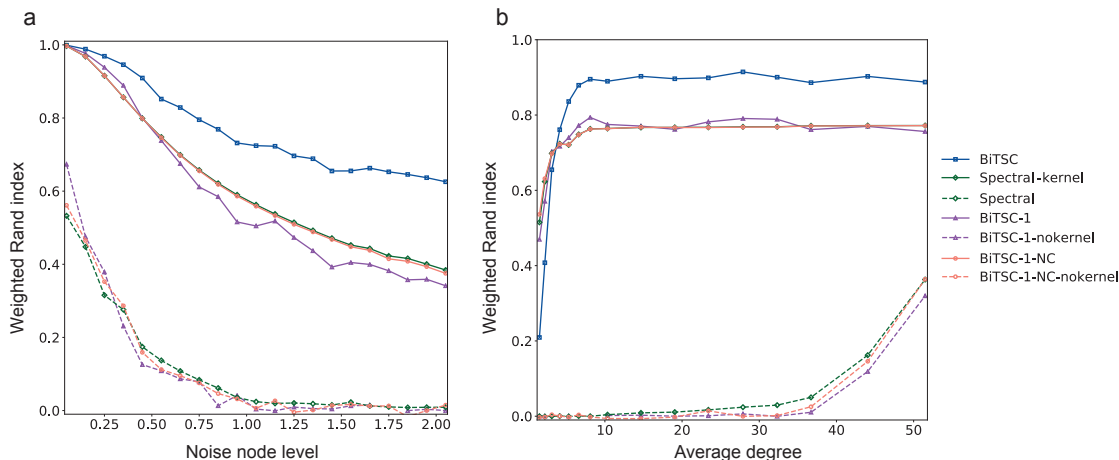 a
b
1.0
0.8
0.6
0.4
0.2
0.0
Weighted Rand index
0.25 0.50 0.75 1.00 1.25 1.50 1.75 2.00
Noise node level
1.0
0.8
0.6
0.4
0.2
0.0
Weighted Rand index
10 20 30 40 50
Average degree
BiTSC
Spectral-kernel
Spectral
BiTSC-1
BiTSC-1-nokernel
BiTSC-1-NC
BiTSC-1-NC-nokernel